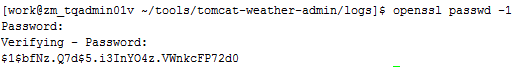 [work@zm_tqadmin01v ~/tools/tomcat-weather-admin/logs]$ openssl passwd -1
Password:
Verifying - Password:
$1$bfNz.Q7d$5.i3InYO4z.VWnkcFP72d0